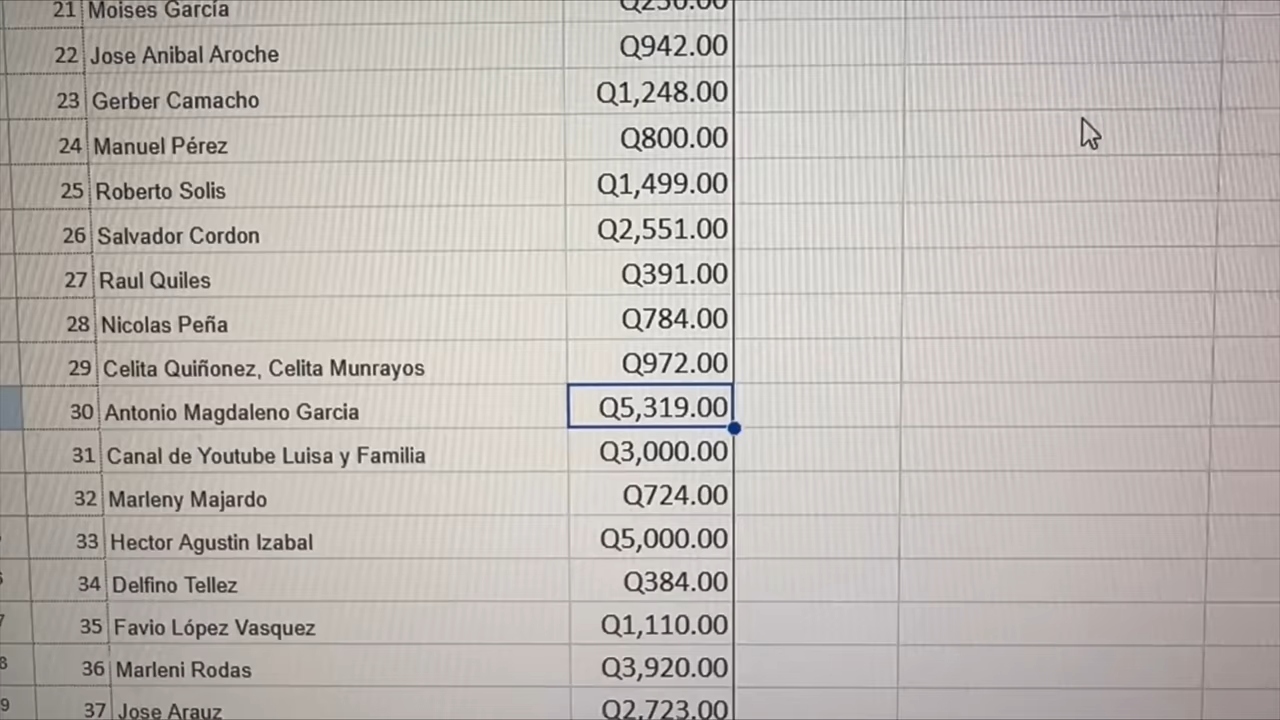 21 Moises García
22 Jose Anibal Aroche Q942.00
23 Gerber Camacho Q1,248.00
24 Manuel Pérez Q800.00
25 Roberto Solis Q1,499.00
26 Salvador Cordon Q2,551.00
27 Raul Quiles Q391.00
28 Nicolas Peña Q784.00
29 Celita Quiñonez, Celita Munrayos Q972.00
30 Antonio Magdaleno Garcia Q5,319.00
31 Canal de Youtube Luisa y Familia Q3,000.00
32 Marleny Majardo Q724.00
33 Hector Agustin Izabal Q5,000.00
34 Delfino Tellez Q384.00
35 Favio López Vasquez Q1,110.00
8 36 Marleni Rodas Q3,920.00
9 37 Jose Arauz Q2,723.00